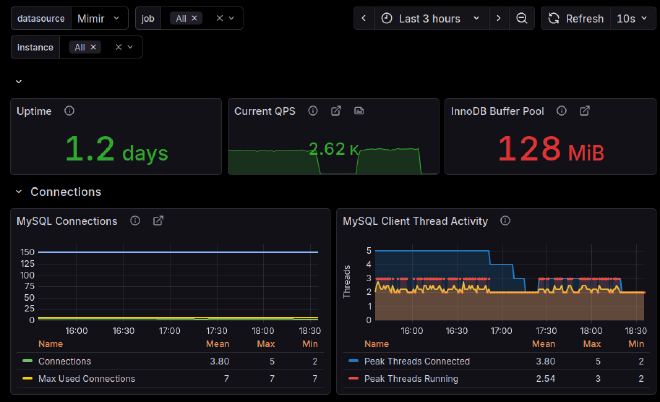 datasource Mimir job All × Last 3 hours Refresh 10s
instance All ×
Uptime Current QPS InnoDB Buffer Pool
1.2 days 2.62 K 128 MiB
Connections
MySQL Connections MySQL Client Thread Activity
150
125
100
75
50
25
0
16:00 16:30 17:00 17:30 18:00 18:30
Name Mean Max Min
Connections 3.80 5 2
Max Used Connections 7 7 7
Threads
5
4
3
2
2
16:00 16:30 17:00 17:30 18:00 18:30
Name Mean Max Min
Peak Threads Connected 3.80 5 2
Peak Threads Running 2.54 3 2